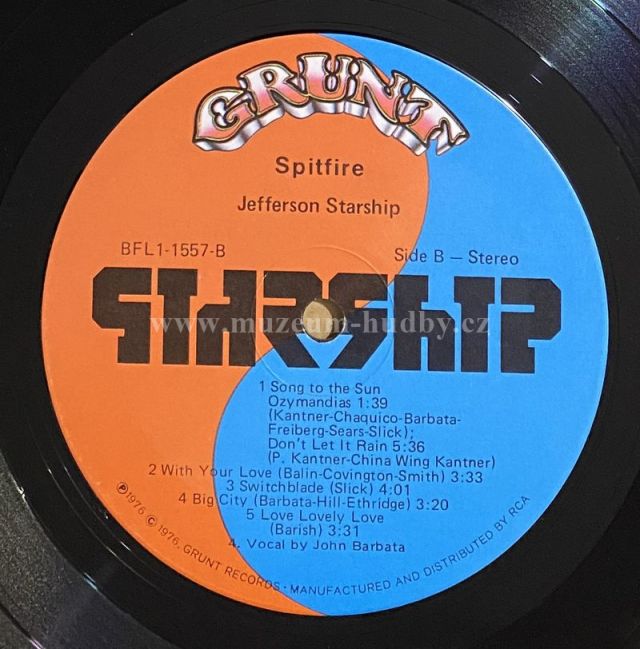 GRUNT
Spitfire
Jefferson Starship
BFL1-1557-B
Side B — Stereo
STARSHIP
www.muzeum-hudby.cz
1 Song to the Sun
Ozymandias 1:39
(Kantner-Chaquico-Barbata-
Freiberg-Sears-Slick);
Don't Let It Rain 5:36
(P. Kantner-China Wing Kantner)
2 With Your Love (Balin-Covington-Smith) 3:33
3 Switchblade (Slick) 4:01
4 Big City (Barbata-Hill-Ethridge) 3:20
5 Love Lovely Love
(Barish) 3:31
4. Vocal by John Barbata
℗ 1976 © 1976, GRUNT RECORDS · MANUFACTURED AND DISTRIBUTED BY RCA